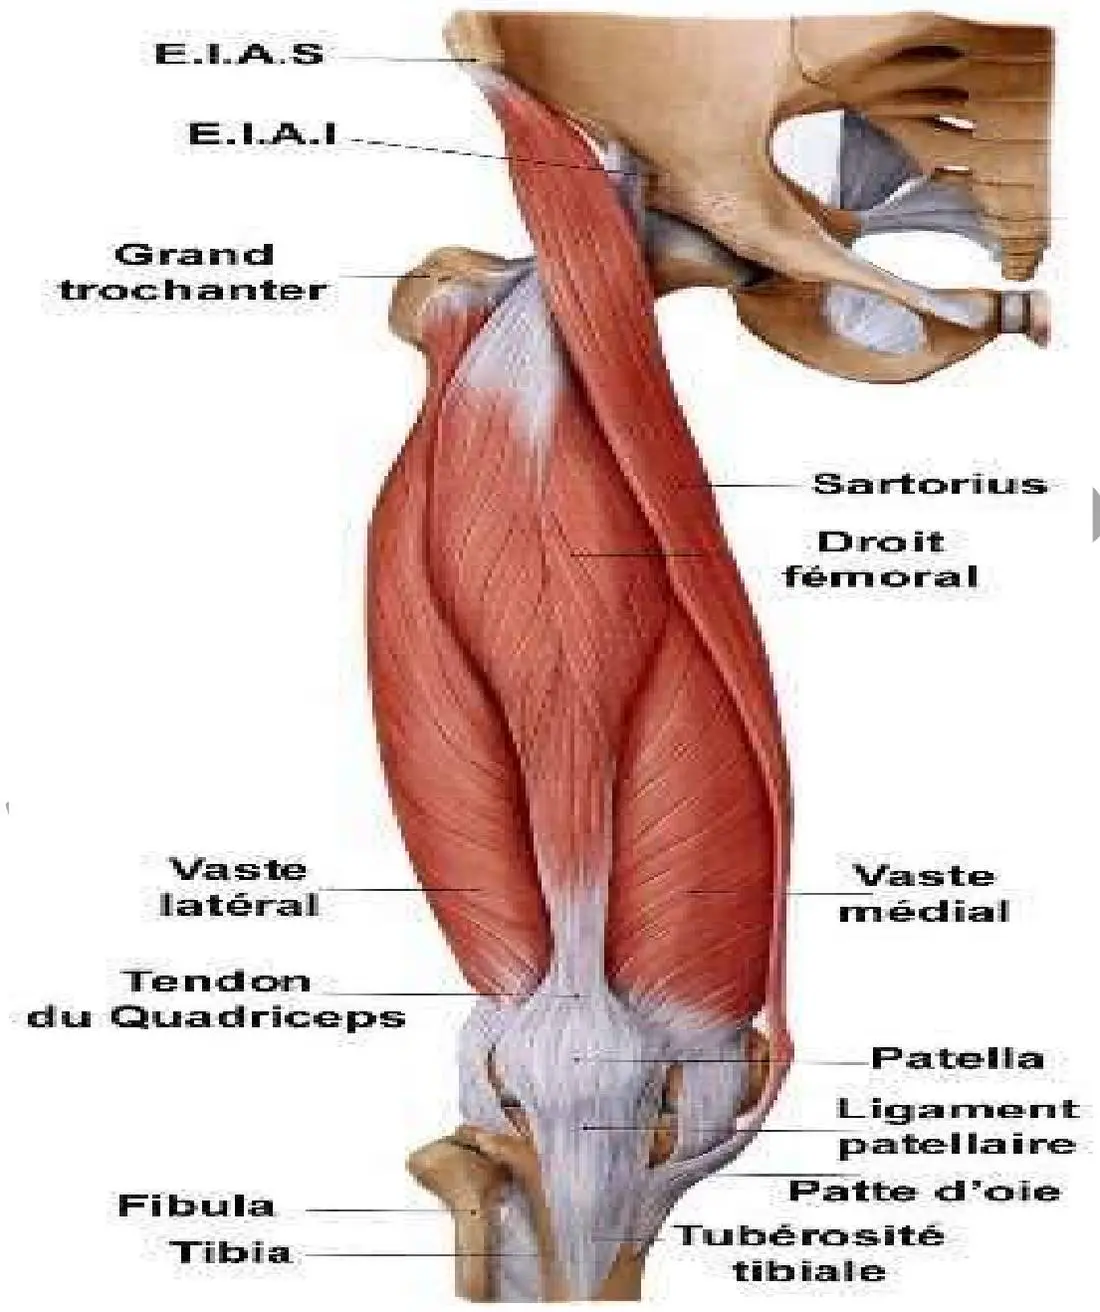 E.I.A.S
E.I.A.I
Grand
trochanter
Sartorius
Droit
fémoral
Vaste
latéral
Vaste
médial
Tendon
du Quadriceps
Patella
Ligament
patellaire
Patte d'oie
Fibula
Tubérosité
tibiale
Tibia